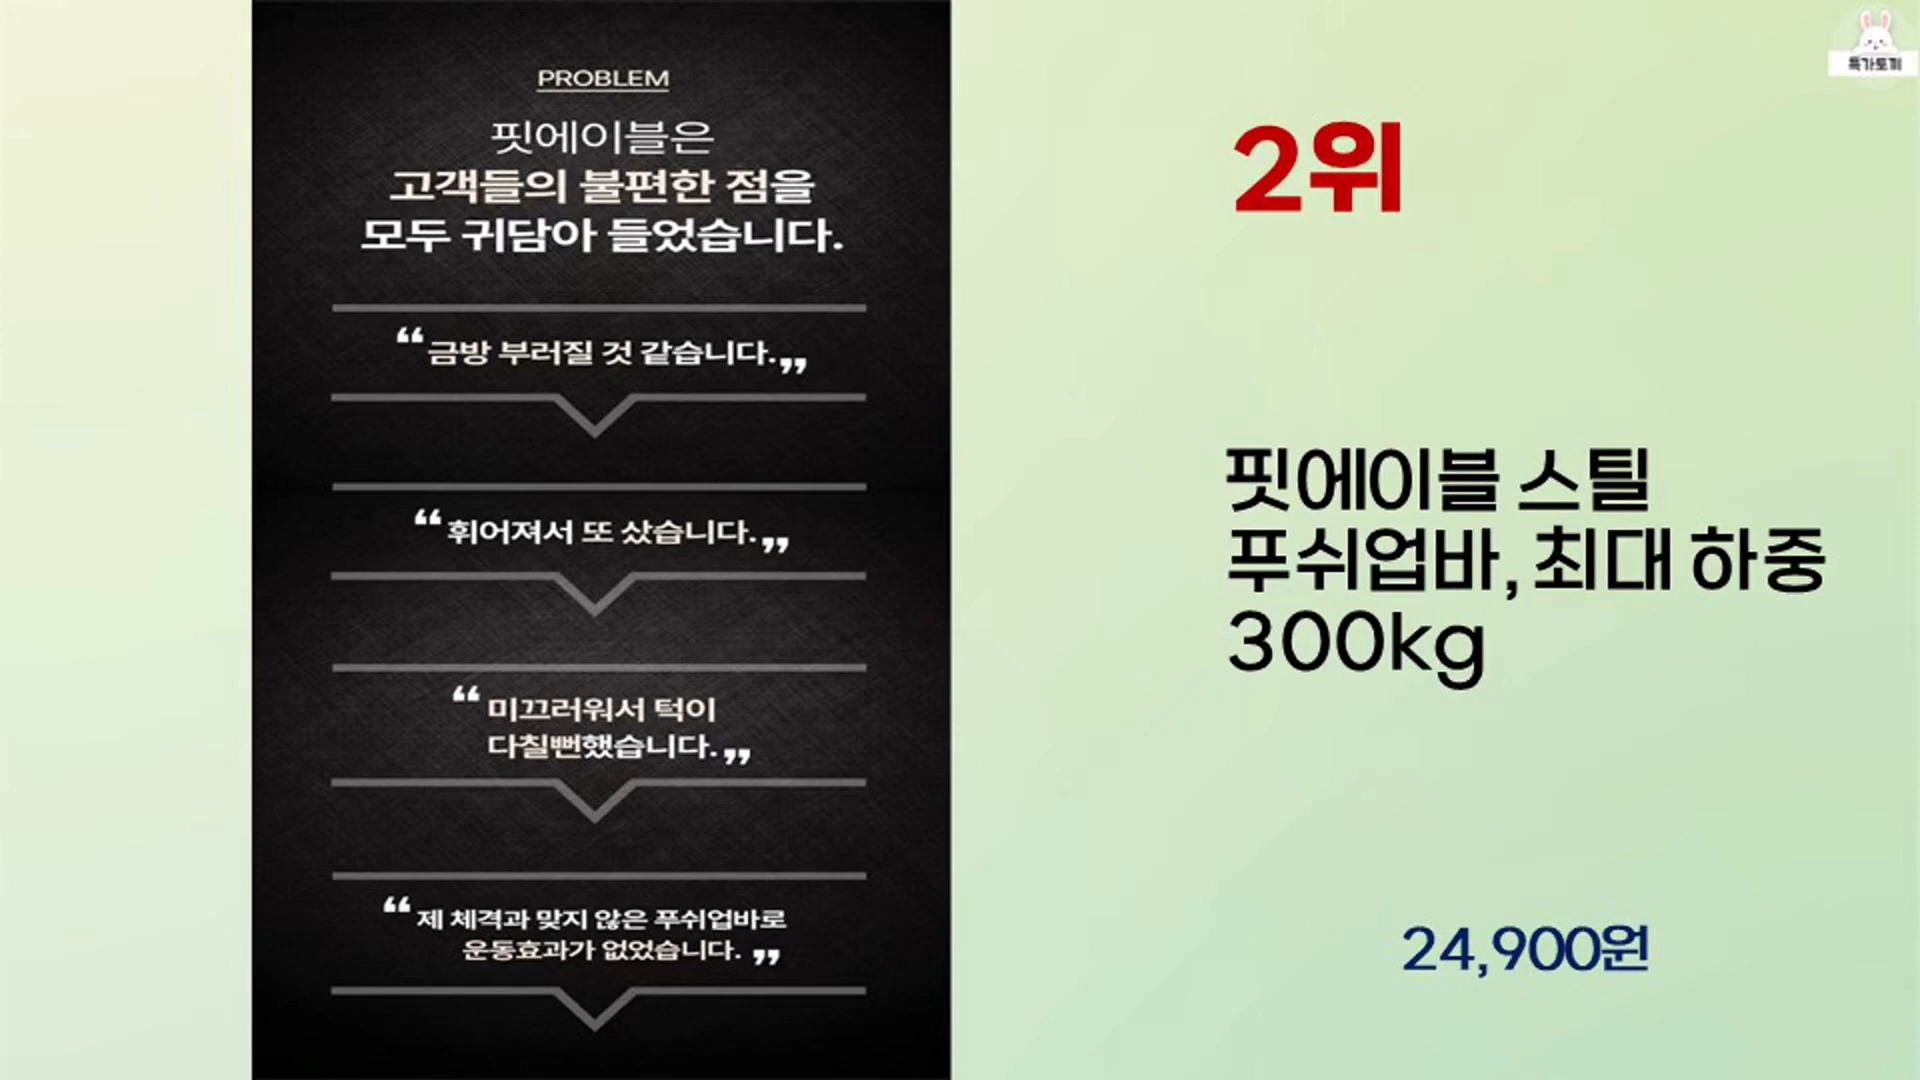 PROBLEM
핏에이블은
고객들의 불편한 점을
모두 귀담아 들었습니다.
“금방 부러질 것 같습니다.”
“휘어져서 또 샀습니다.”
“미끄러워서 턱이
다칠뻔했습니다.”
“제 체격과 맞지 않은 푸쉬업바로
운동효과가 없었습니다.”
특가토끼
2위
핏에이블 스틸
푸쉬업바, 최대 하중
300kg
24,900원